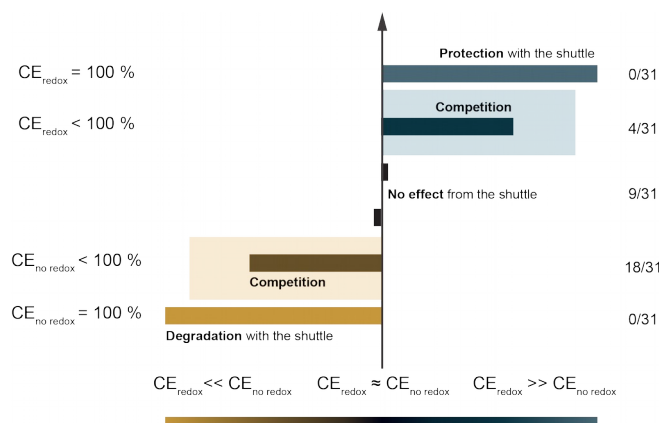 Protection with the shuttle
CEredox = 100 %
0/31
Competition
CEredox < 100 %
4/31
No effect from the shuttle
9/31
CEno redox < 100 %
18/31
Competition
CEno redox = 100 %
0/31
Degradation with the shuttle
CEredox << CEno redox CEredox ≈ CEno redox CEredox >> CEno redox